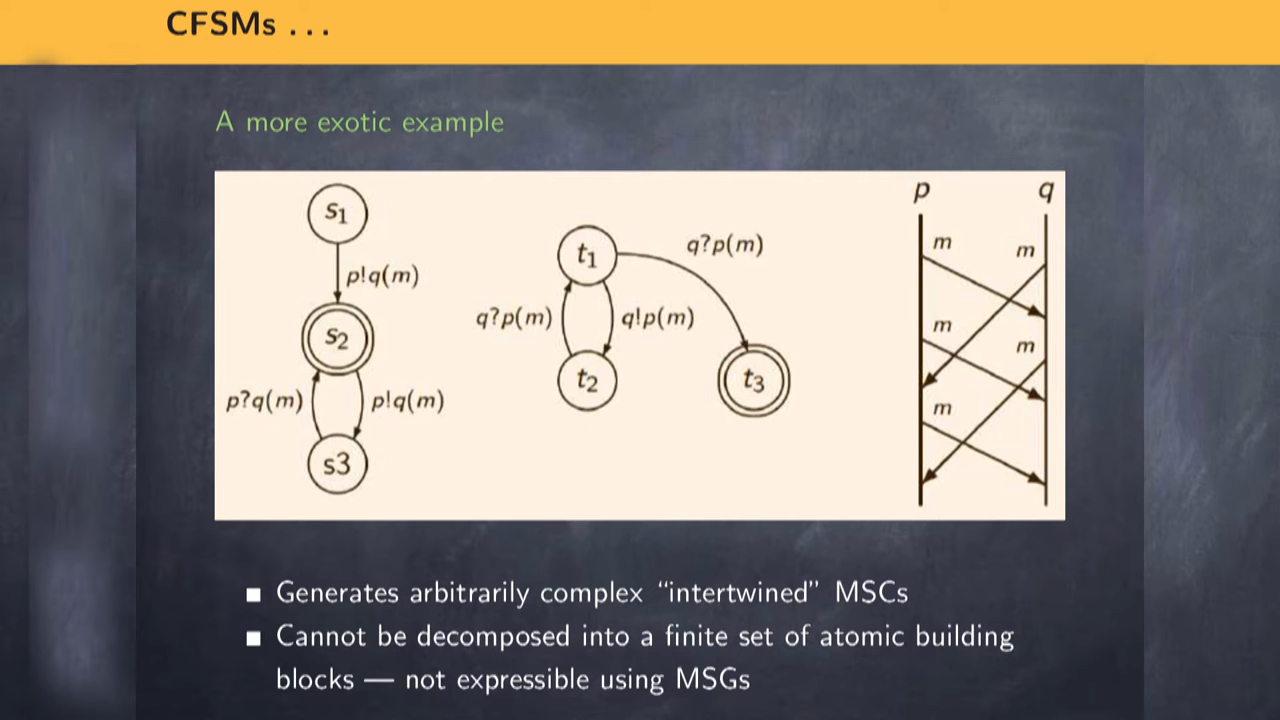 CFSMs ...
A more exotic example
s1
p!q(m)
s2
p?q(m)
p!q(m)
s3
t1
q?p(m)
q?p(m)
q!p(m)
t2
t3
p
q
m
m
m
m
m
■ Generates arbitrarily complex “intertwined” MSCs
■ Cannot be decomposed into a finite set of atomic building
blocks — not expressible using MSGs